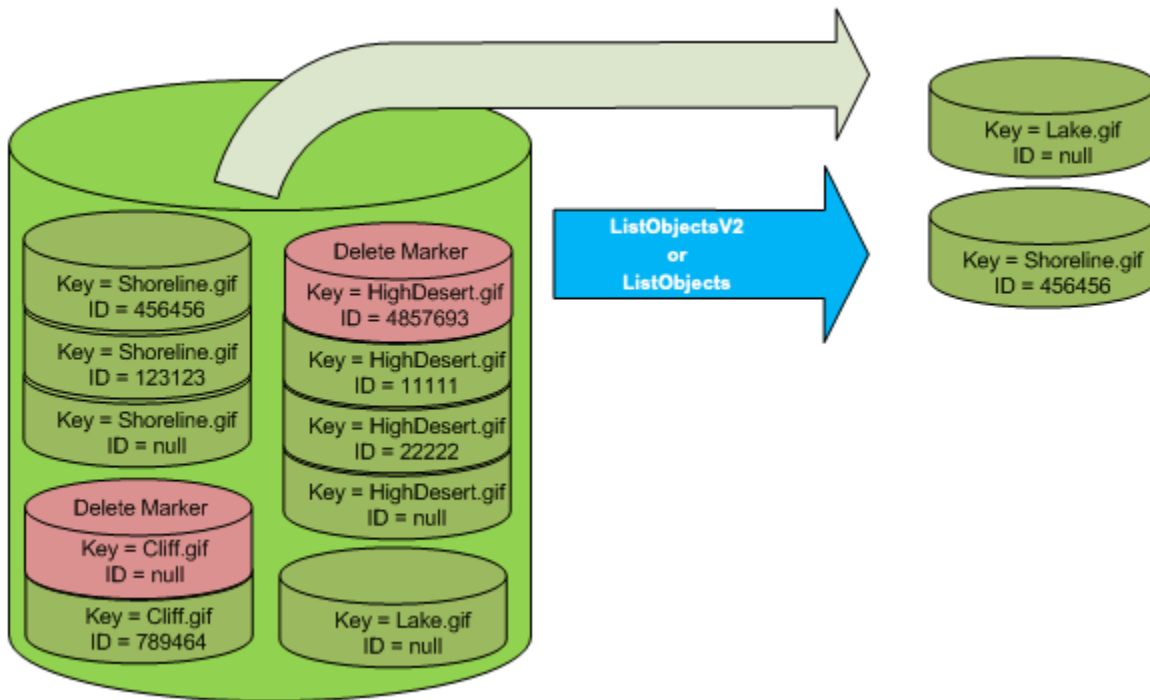 Key = Shoreline.gif
ID = 456456
Key = Shoreline.gif
ID = 123123
Key = Shoreline.gif
ID = null
Delete Marker
Key = Cliff.gif
ID = null
Key = Cliff.gif
ID = 789464
Delete Marker
Key = HighDesert.gif
ID = 4857693
Key = HighDesert.gif
ID = 11111
Key = HighDesert.gif
ID = 22222
Key = HighDesert.gif
ID = null
Key = Lake.gif
ID = null
ListObjectsV2
or
ListObjects
Key = Lake.gif
ID = null
Key = Shoreline.gif
ID = 456456